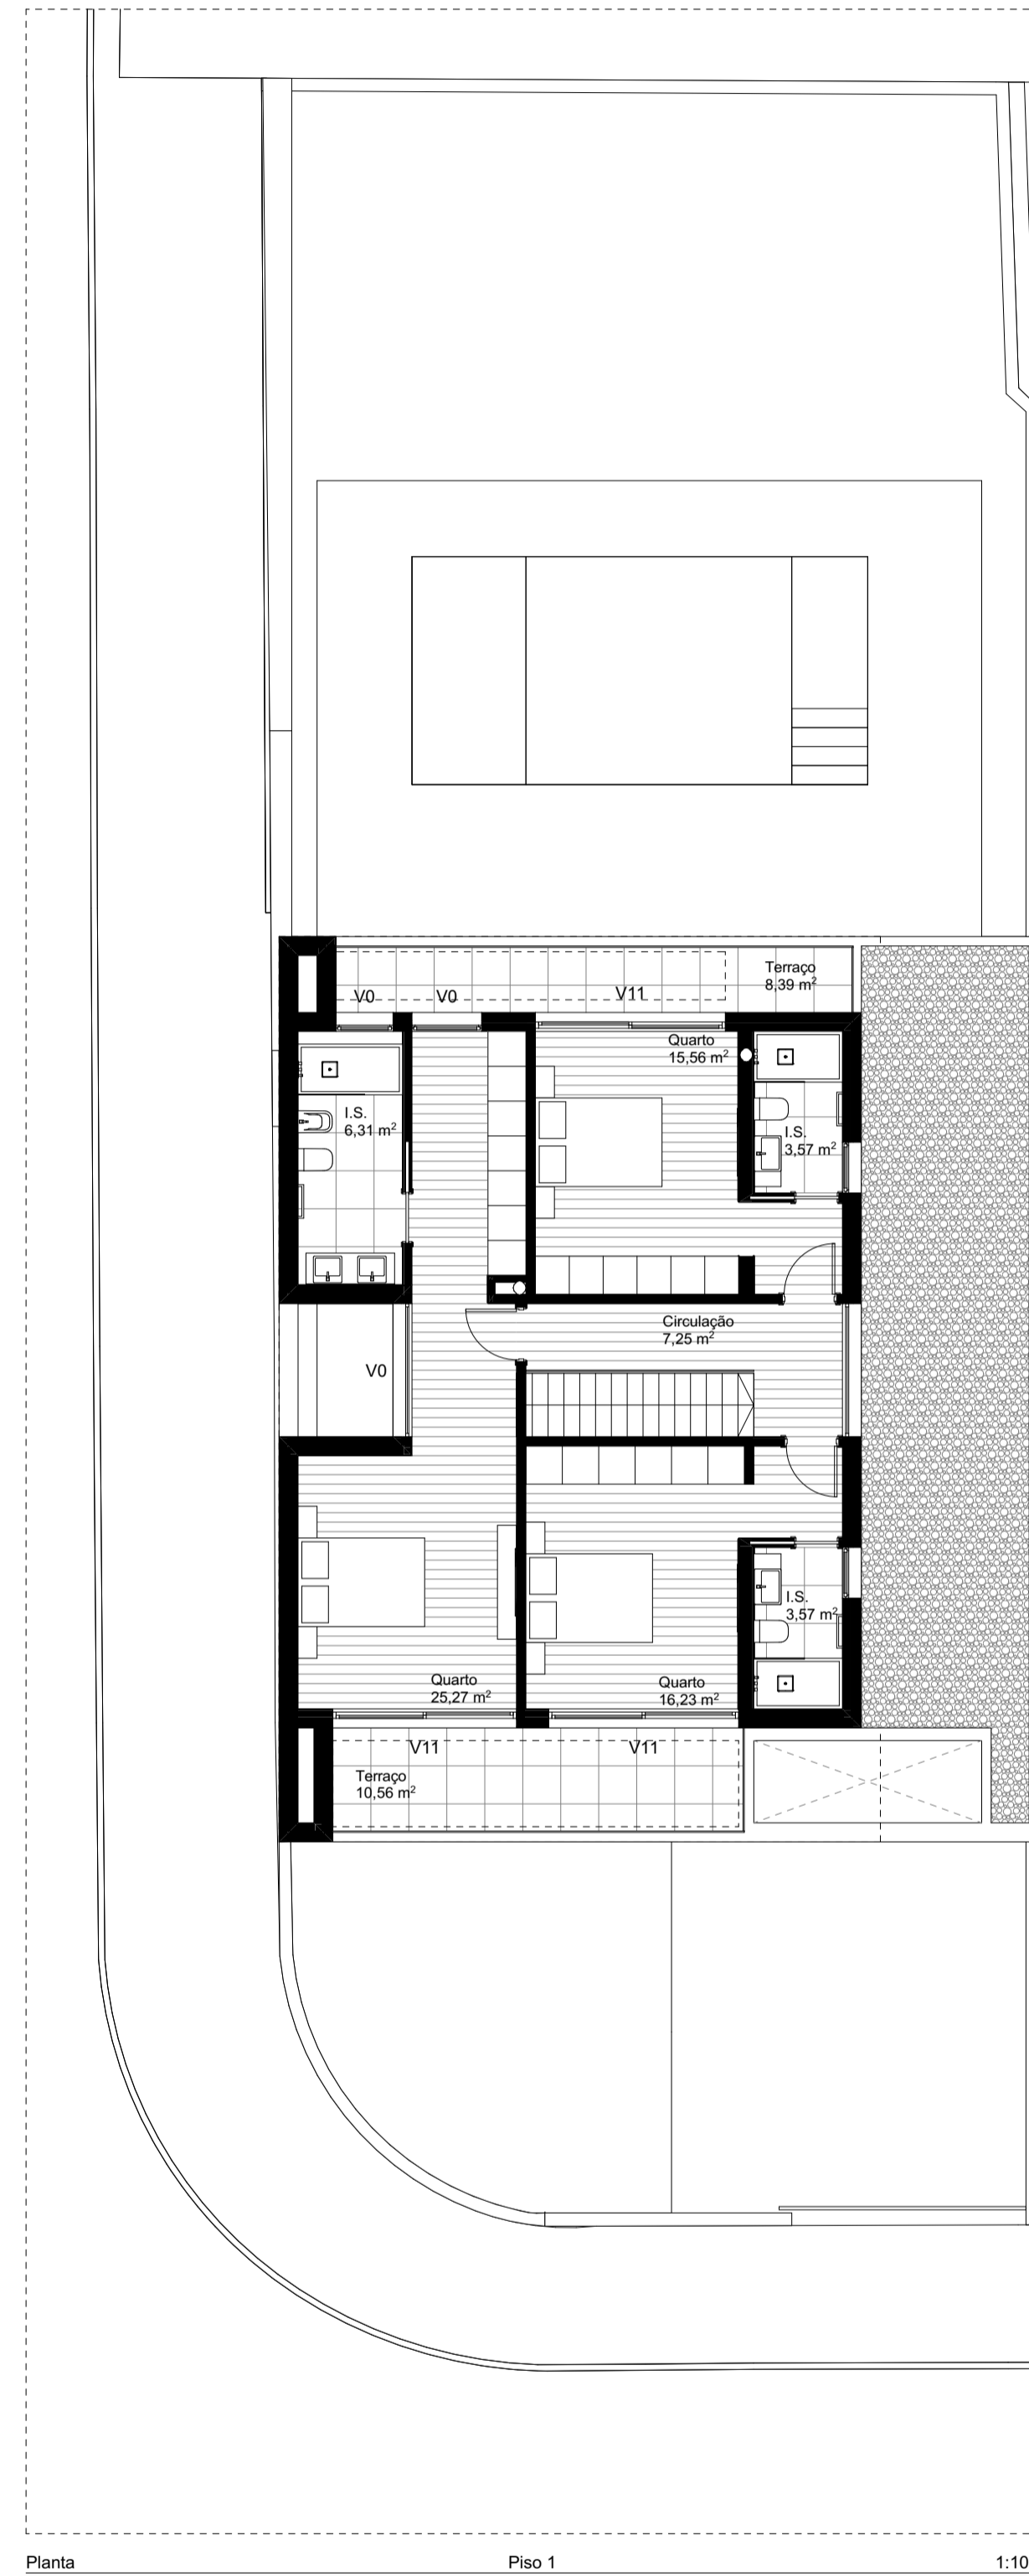 Terraço
8,39 m²
V0
V0
V11
Quarto
15,56 m²
I.S.
6,31 m²
I.S.
3,57 m²
Circulação
7,25 m²
V0
I.S.
3,57 m²
Quarto
25,27 m²
Quarto
16,23 m²
V11
V11
Terraço
10,56 m²
Planta
Piso 1
1:10